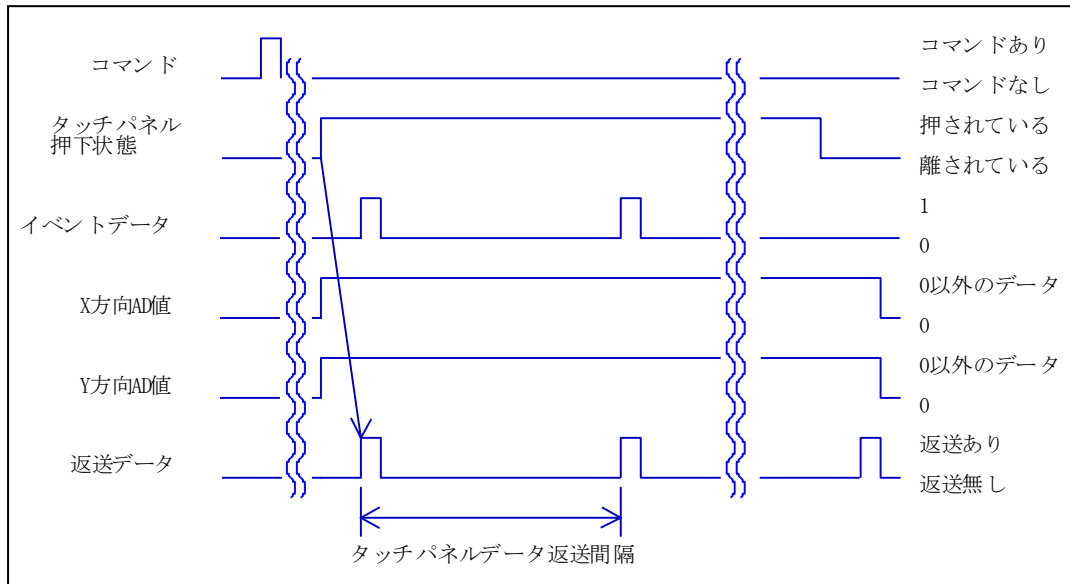 コマンド
コマンドあり
コマンドなし
タッチパネル
押下状態
押されている
離されている
イベントデータ
1
0
X方向AD値
0以外のデータ
0
Y方向AD値
0以外のデータ
0
返送データ
返送あり
返送無し
タッチパネルデータ返送間隔